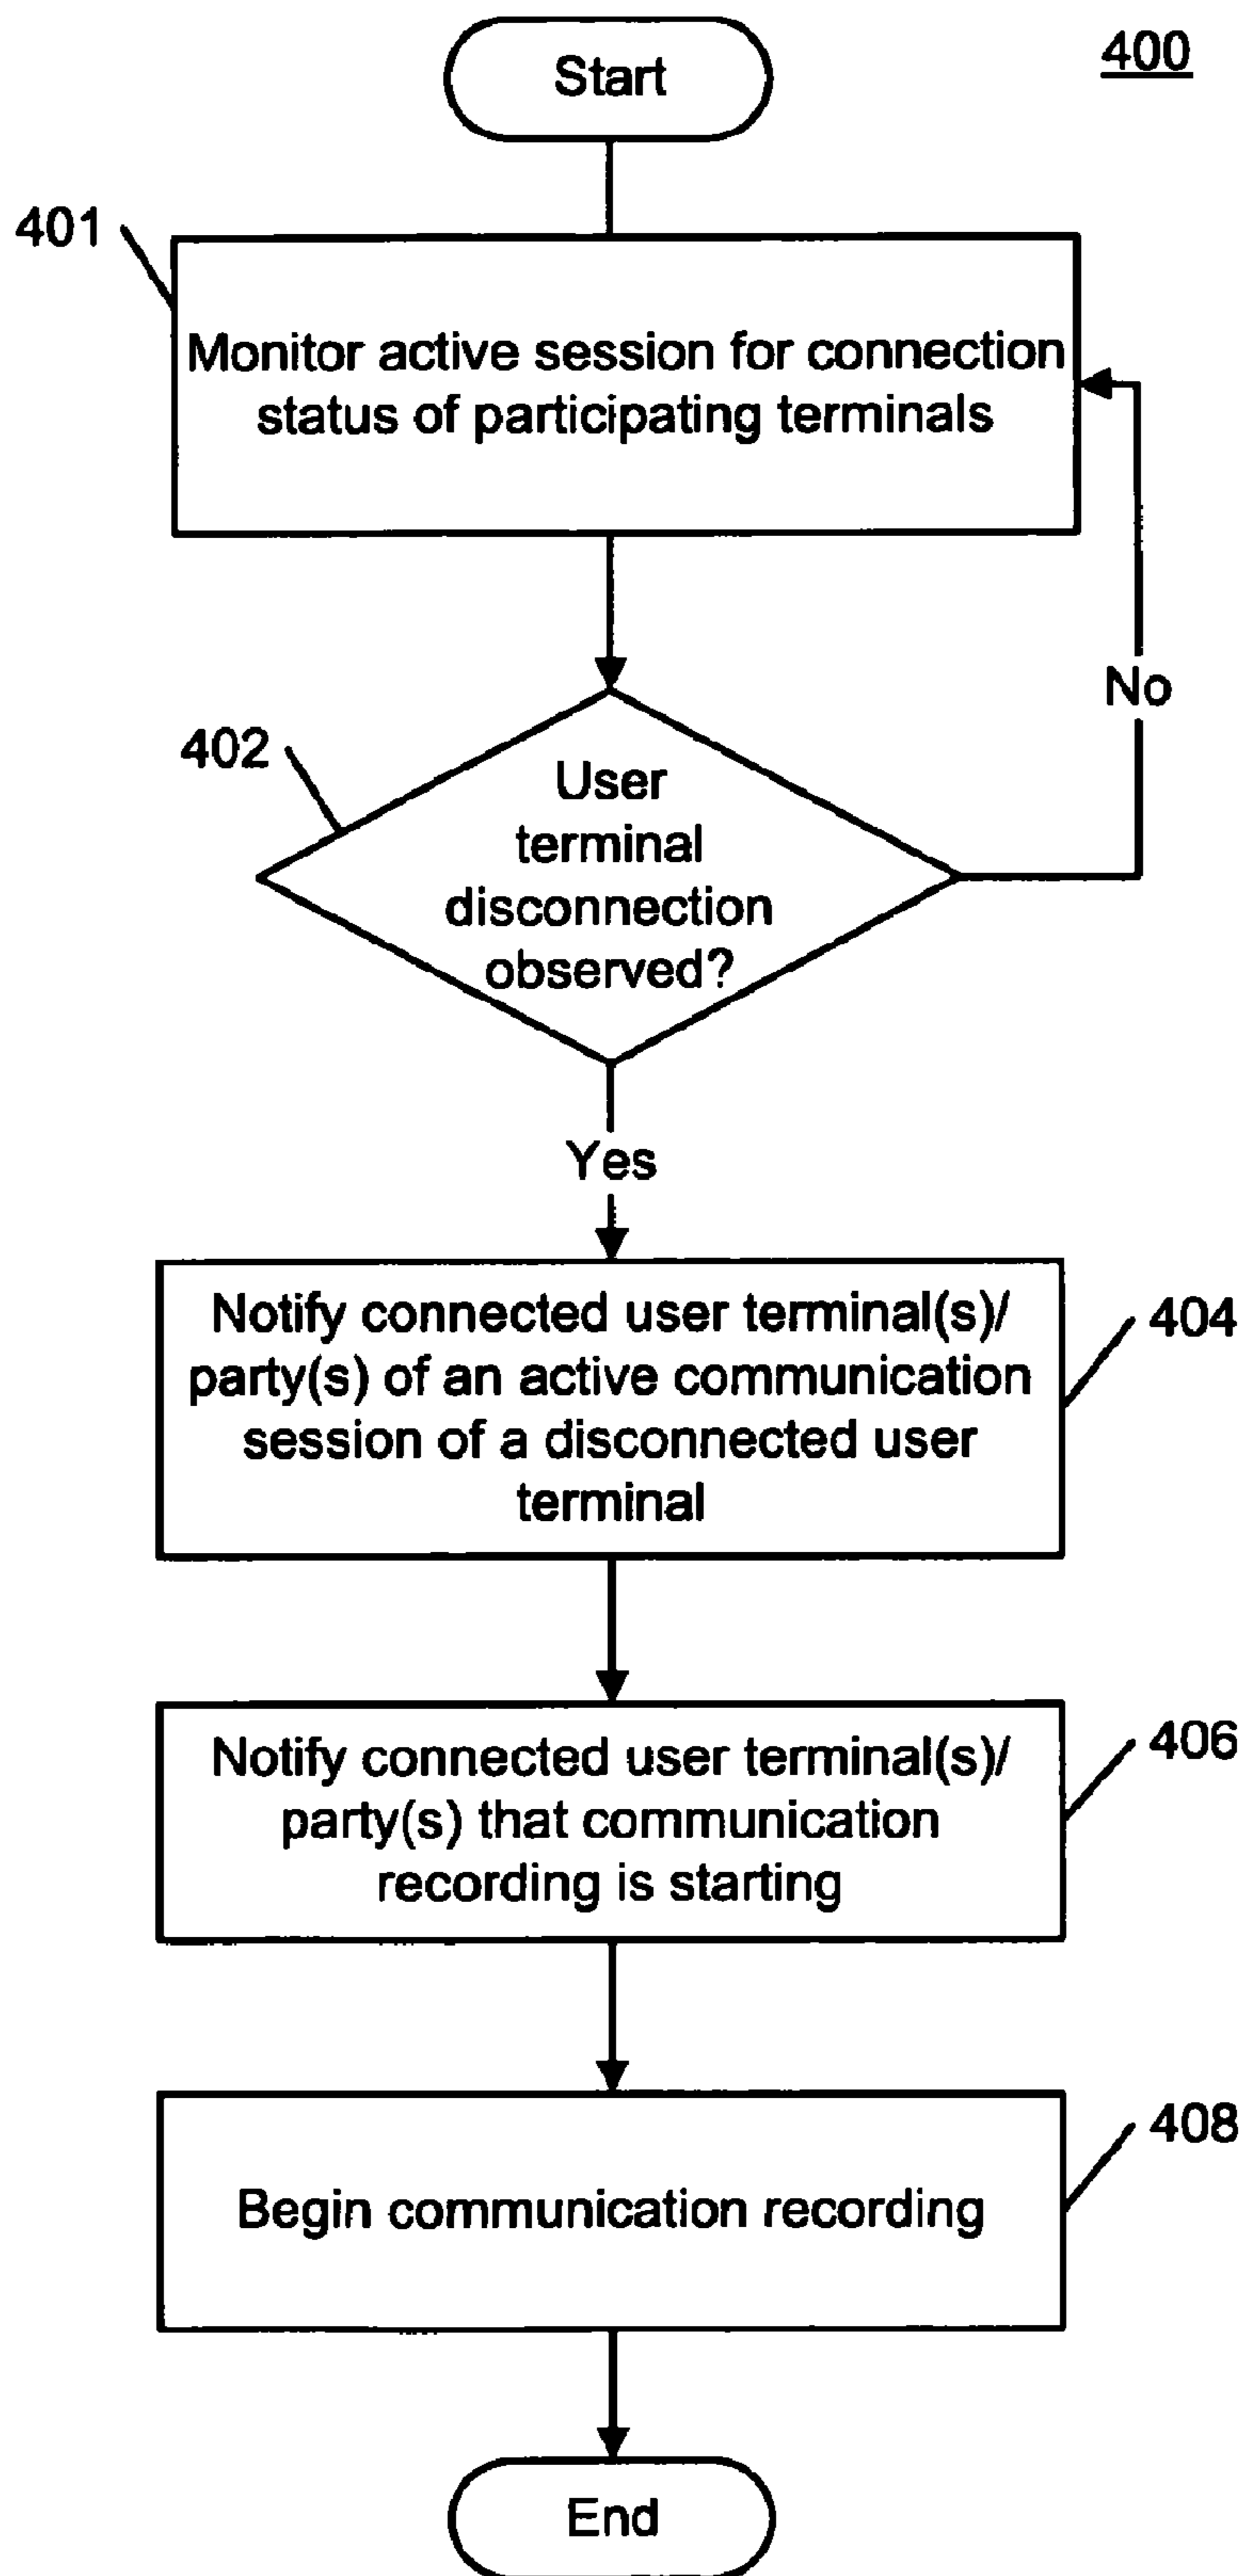 Start
400
401
Monitor active session for connection
status of participating terminals
No
402
User
terminal
disconnection
observed?
Yes
Notify connected user terminal(s)/
party(s) of an active communication
session of a disconnected user
terminal
404
Notify connected user terminal(s)/
party(s) that communication
recording is starting
406
Begin communication recording
408
End